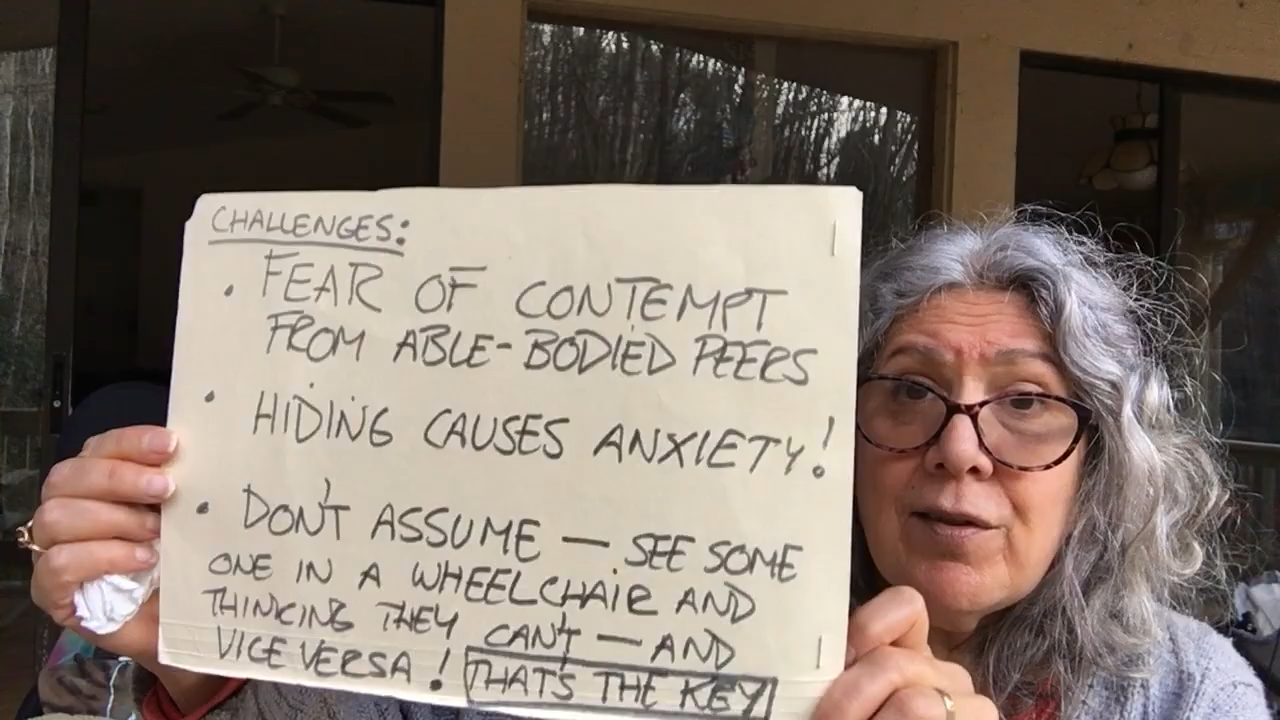 CHALLENGES:
• FEAR OF CONTEMPT
FROM ABLE-BODIED PEERS
• HIDING CAUSES ANXIETY!
• DON'T ASSUME — SEE SOME
ONE IN A WHEELCHAIR AND
THINKING THEY CAN'T — AND
VICE VERSA! THAT'S THE KEY